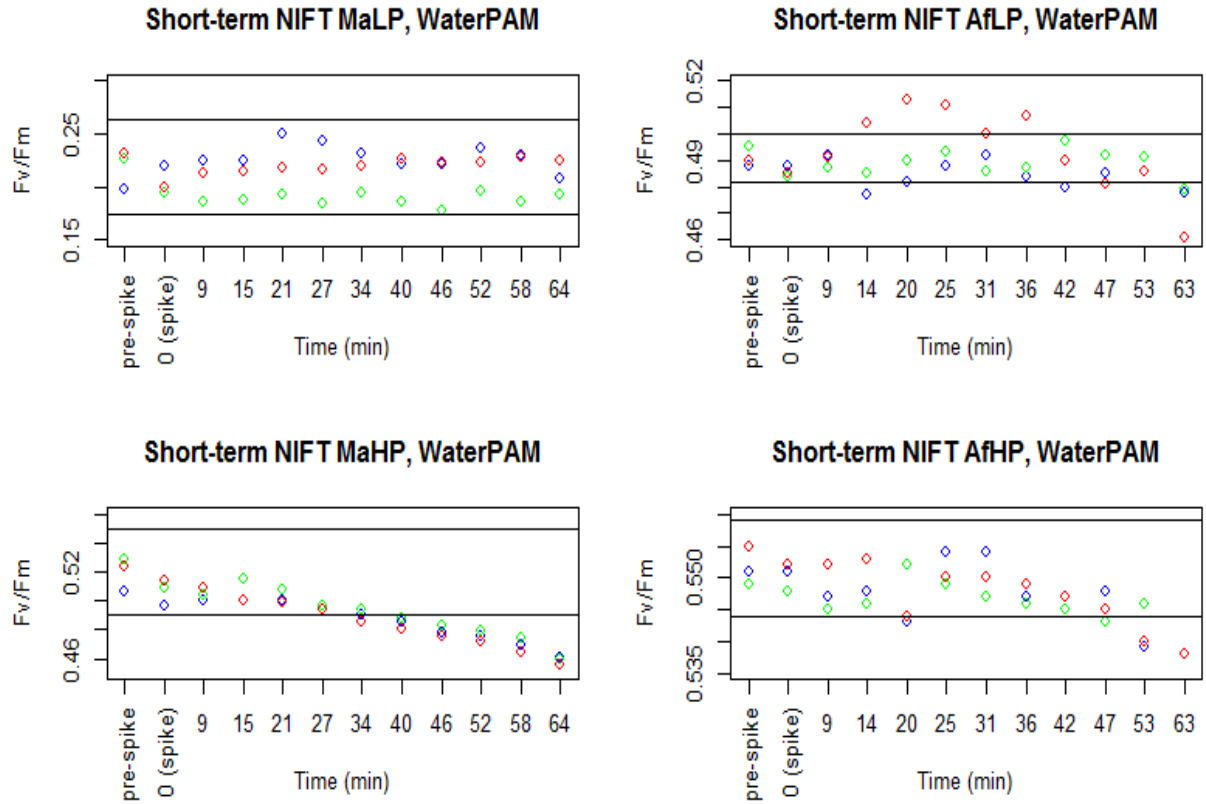 Short-term NIFT MaLP, WaterPAM
Fv/Fm
0.25
0.15
pre-spike
0 (spike)
9 15 21 27 34 40 46 52 58 64
Time (min)
Short-term NIFT AfLP, WaterPAM
Fv/Fm
0.52
0.49
0.46
pre-spike
0 (spike)
9 14 20 25 31 36 42 47 53 63
Time (min)
Short-term NIFT MaHP, WaterPAM
Fv/Fm
0.52
0.46
pre-spike
0 (spike)
9 15 21 27 34 40 46 52 58 64
Time (min)
Short-term NIFT AfHP, WaterPAM
Fv/Fm
0.550
0.535
pre-spike
0 (spike)
9 14 20 25 31 36 42 47 53 63
Time (min)